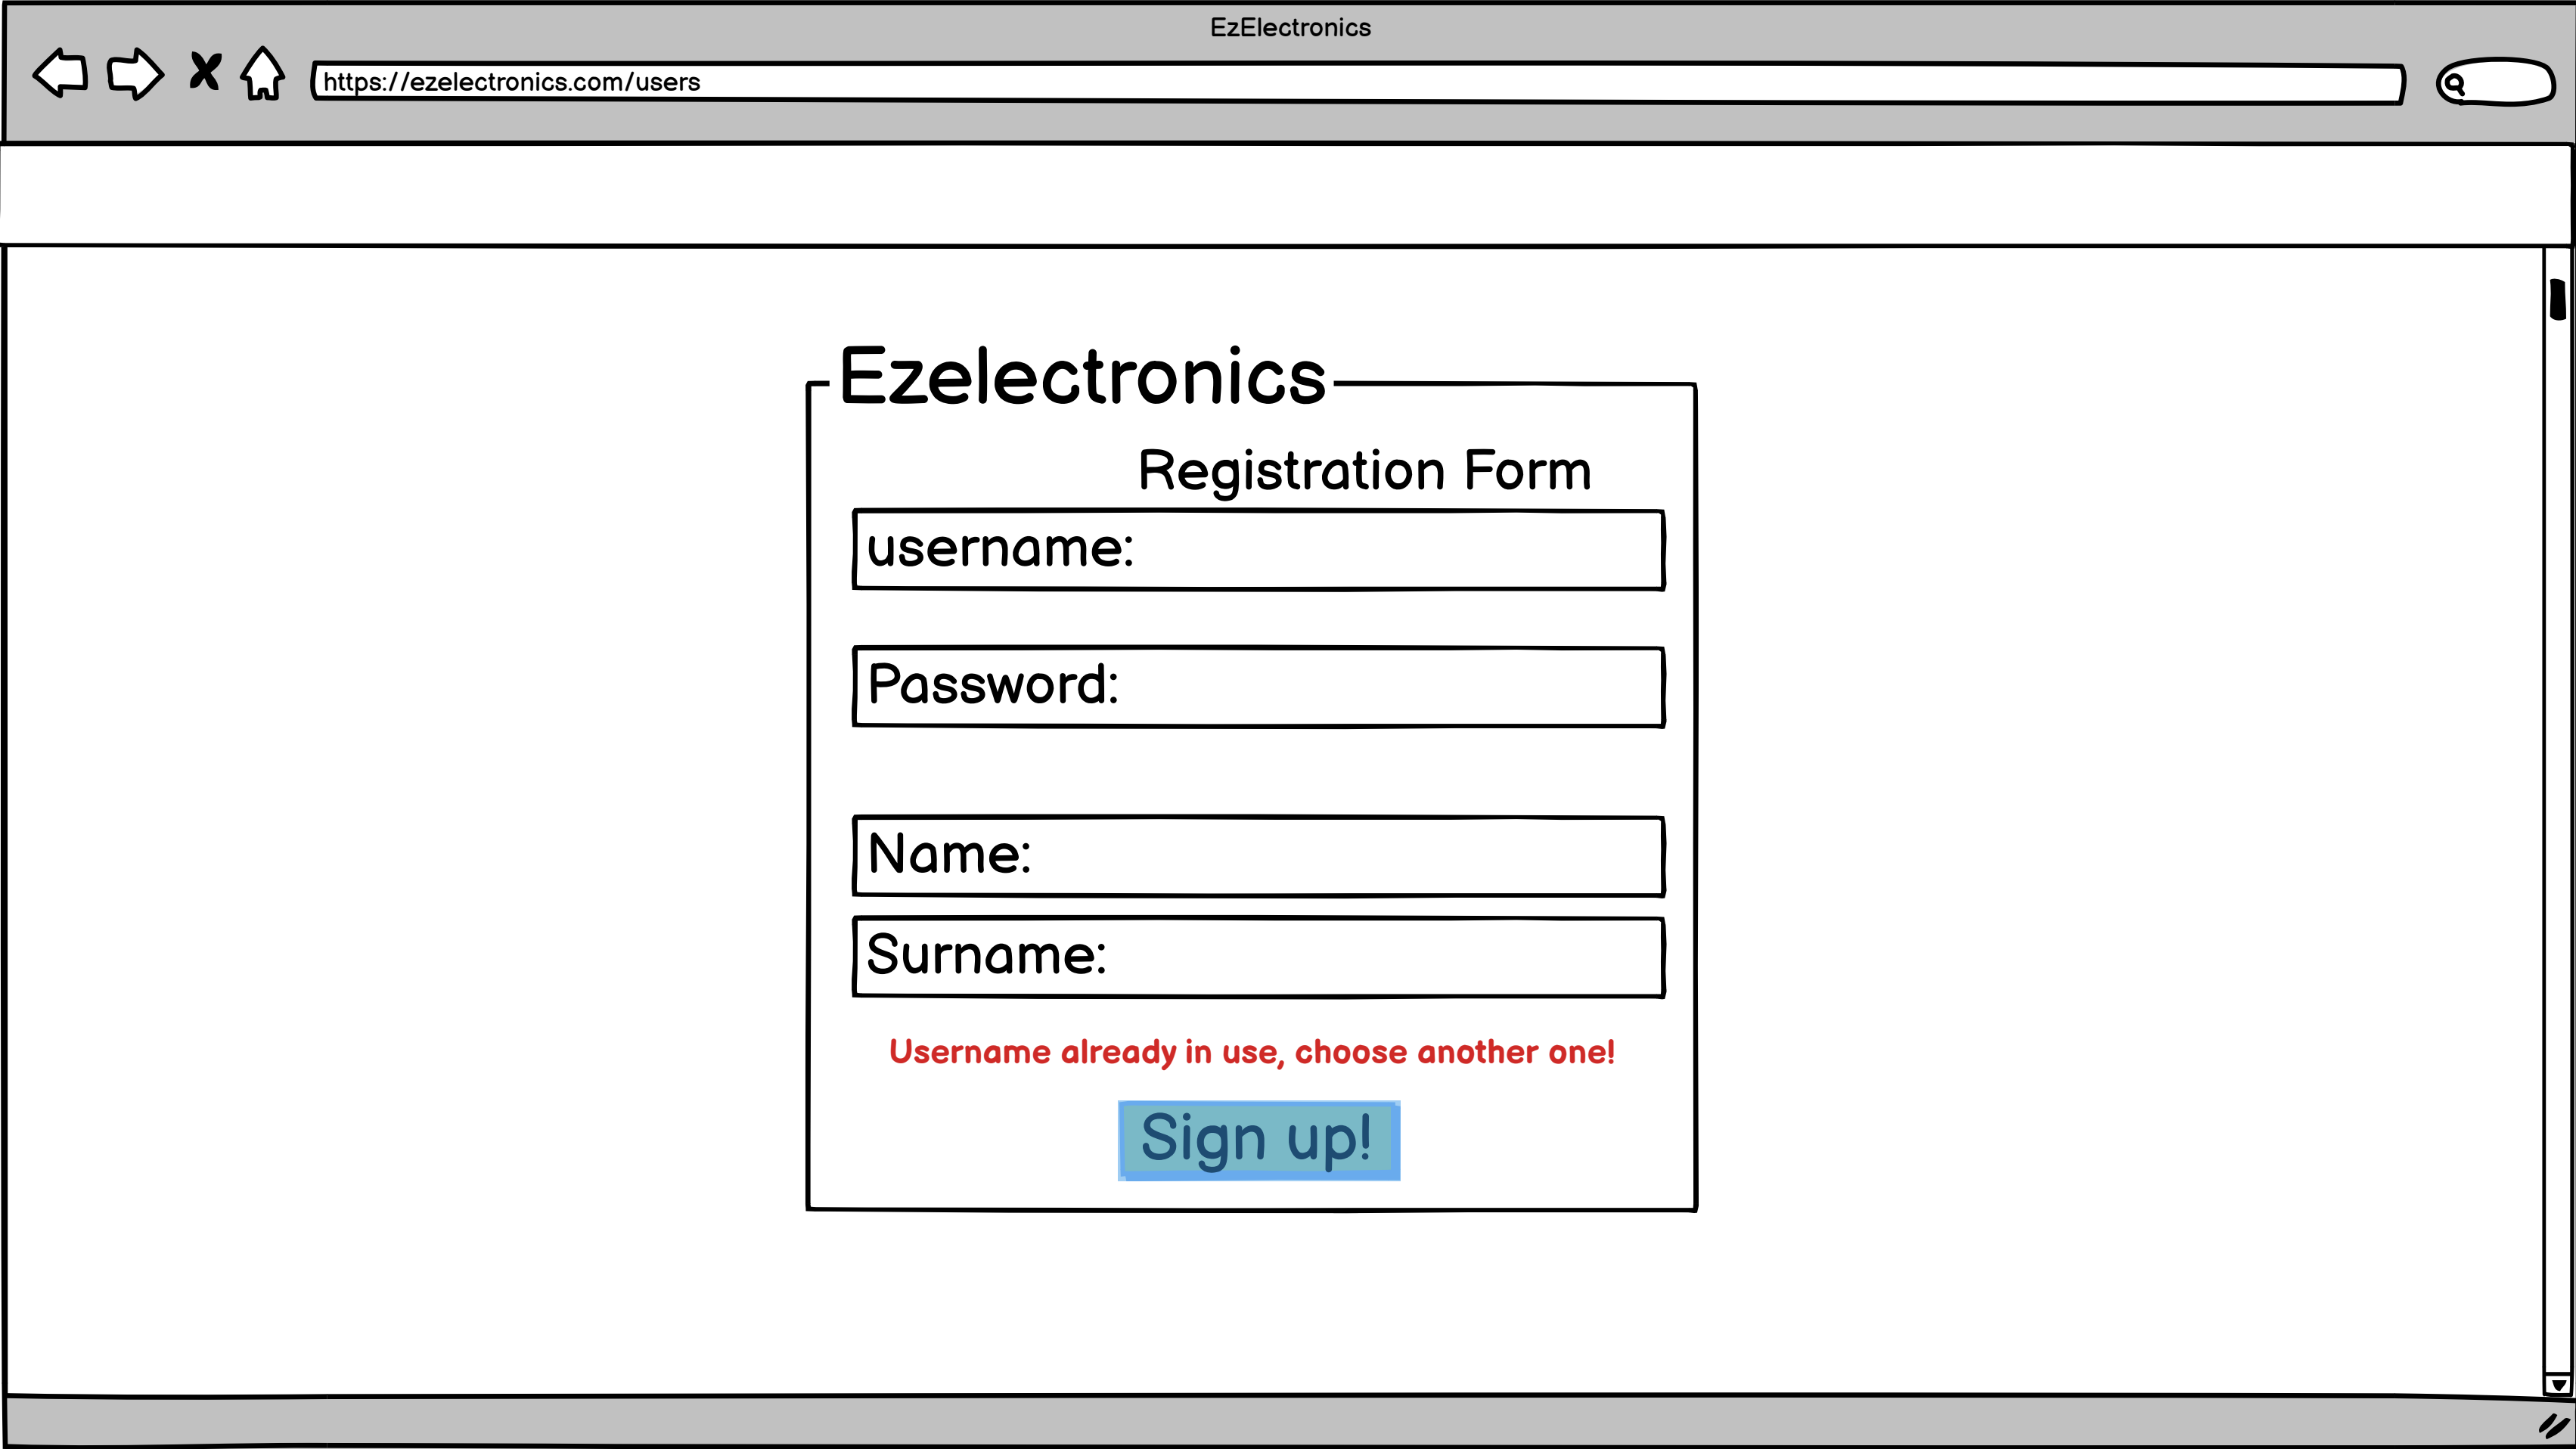 EzElectronics
https://ezelectronics.com/users
Ezelectronics
Registration Form
username:
Password:
Name:
Surname:
Username already in use, choose another one!
Sign up!